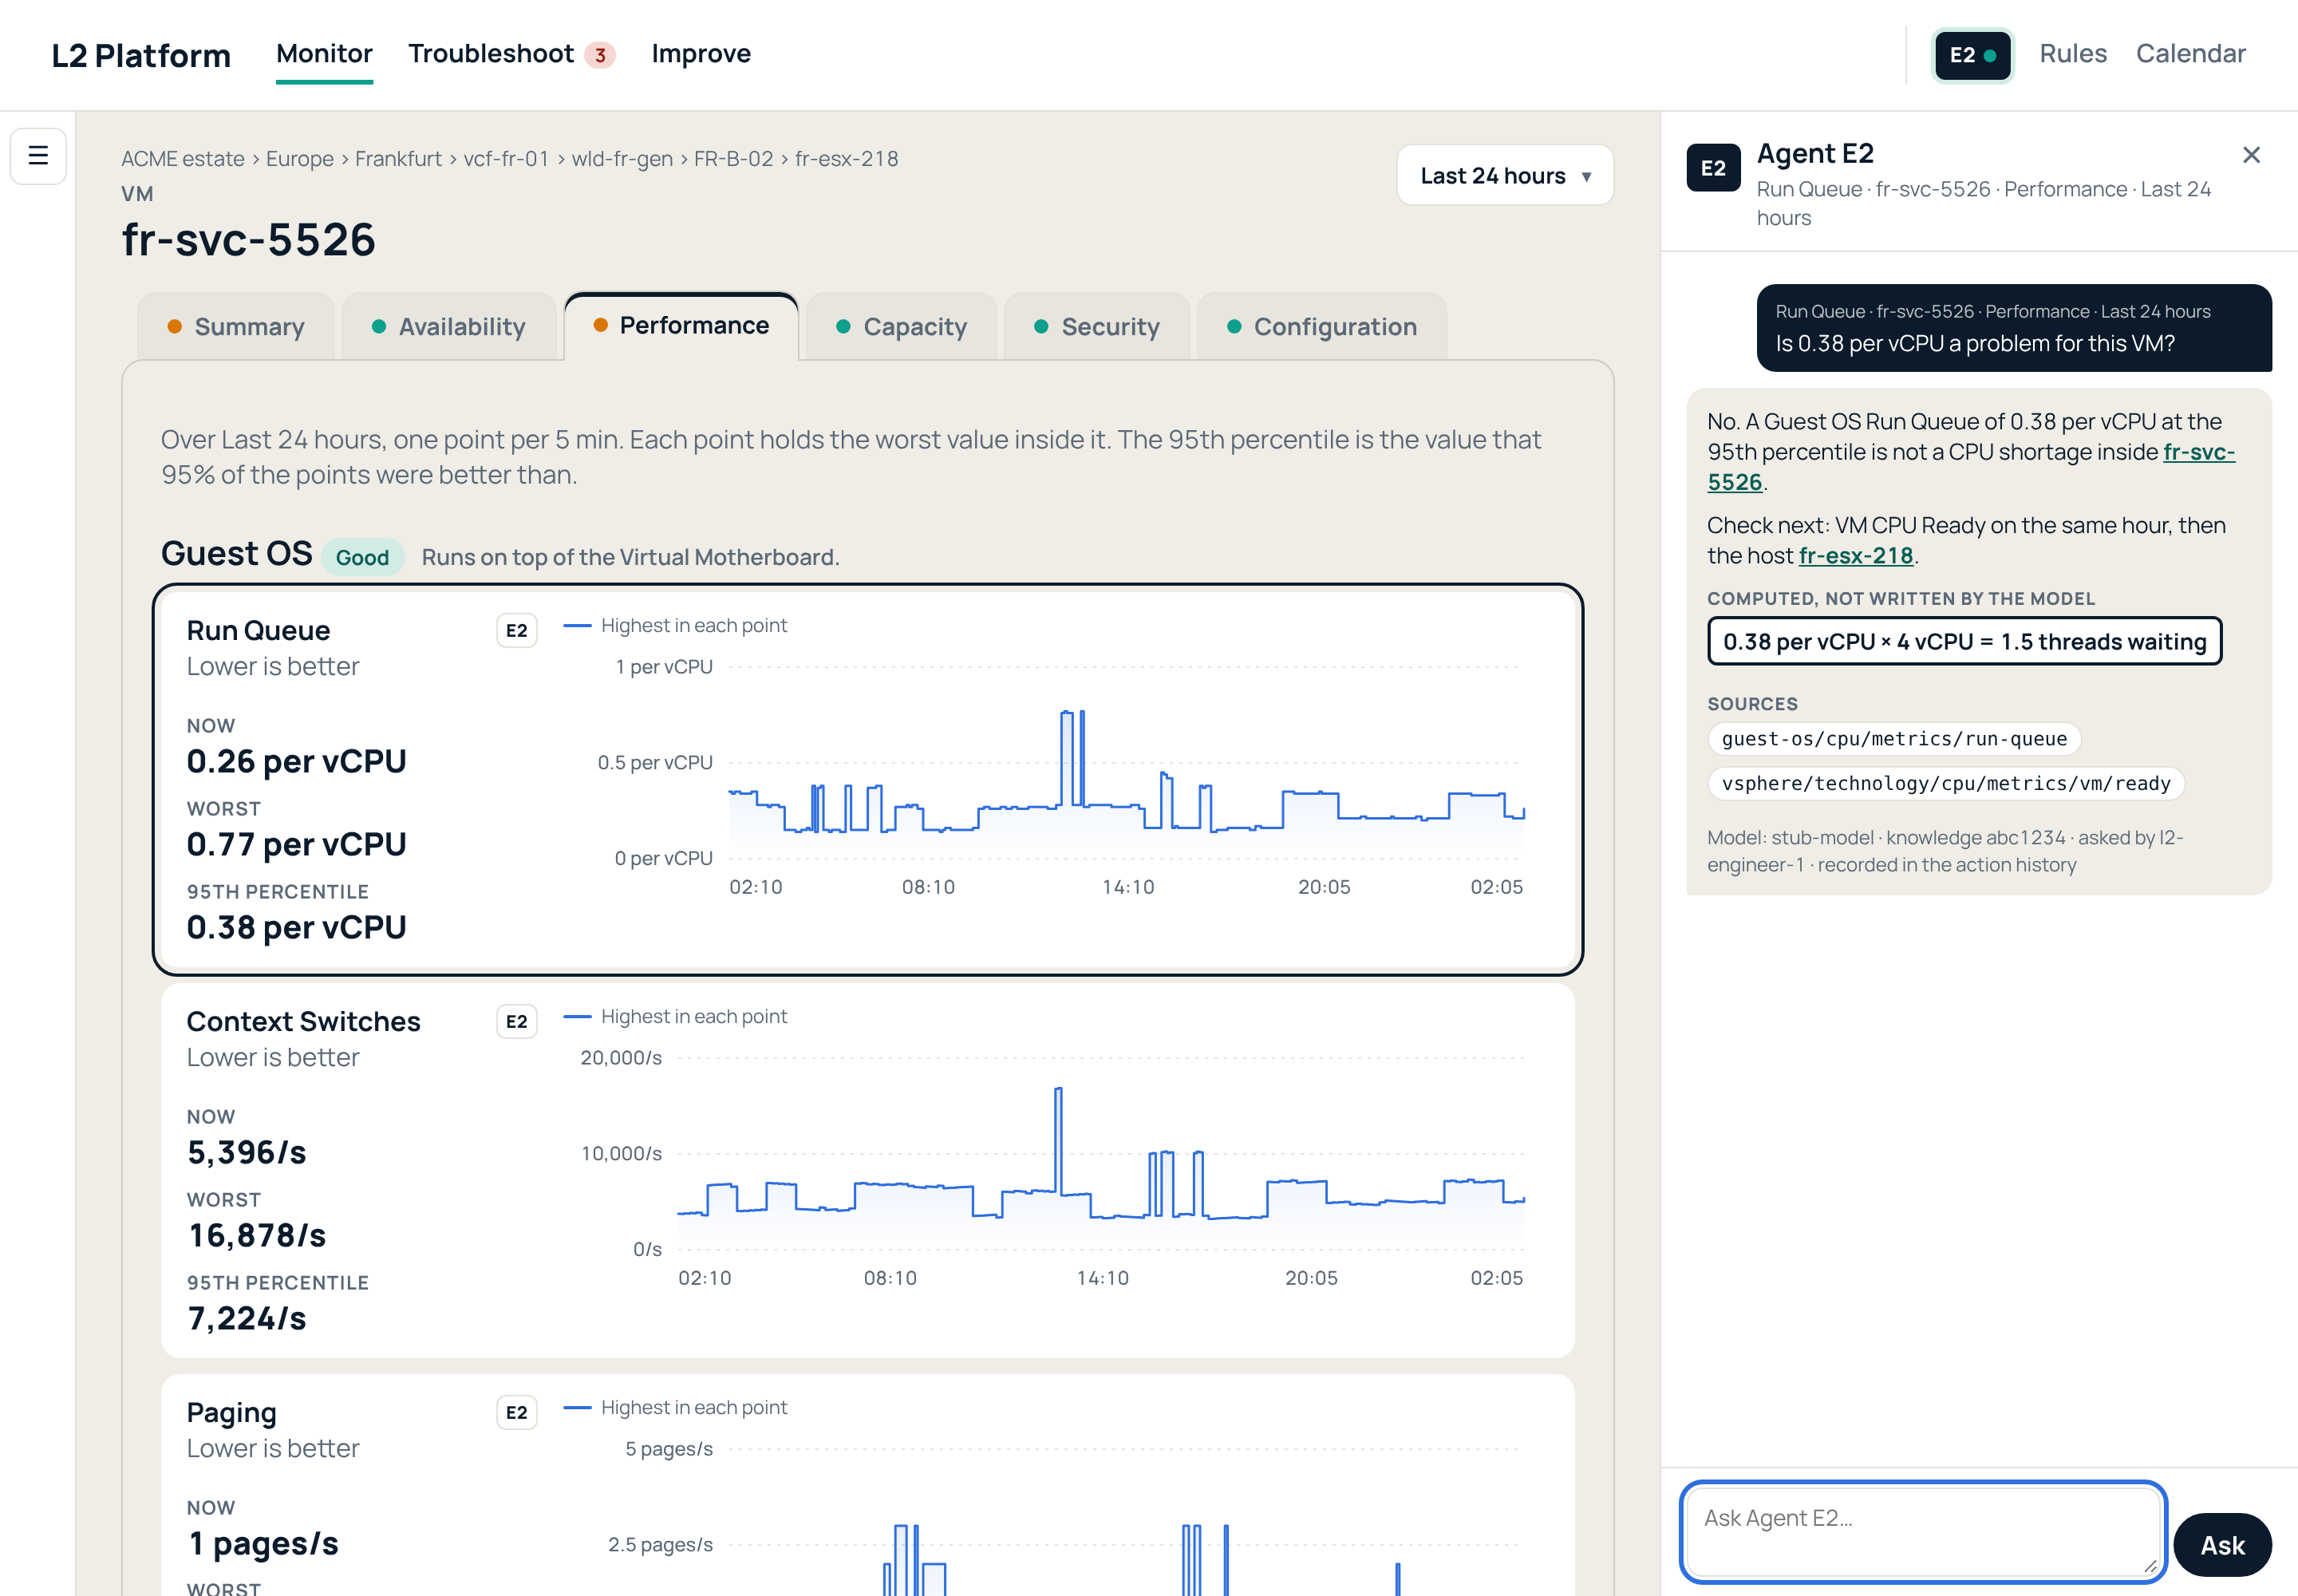 L2 Platform
Monitor
Troubleshoot 3
Improve
E2
Rules
Calendar
☰
ACME estate › Europe › Frankfurt › vcf-fr-01 › wld-fr-gen › FR-B-02 › fr-esx-218
VM
fr-svc-5526
Last 24 hours ▾
Summary
Availability
Performance
Capacity
Security
Configuration
Over Last 24 hours, one point per 5 min. Each point holds the worst value inside it. The 95th percentile is the value that
95% of the points were better than.
Guest OS Good Runs on top of the Virtual Motherboard.
Run Queue
E2
Lower is better
NOW
0.26 per vCPU
WORST
0.77 per vCPU
95TH PERCENTILE
0.38 per vCPU
Highest in each point
1 per vCPU
0.5 per vCPU
0 per vCPU
02:10 08:10 14:10 20:05 02:05
Context Switches
E2
Lower is better
NOW
5,396/s
WORST
16,878/s
95TH PERCENTILE
7,224/s
Highest in each point
20,000/s
10,000/s
0/s
02:10 08:10 14:10 20:05 02:05
Paging
E2
Lower is better
NOW
1 pages/s
WORST
Highest in each point
5 pages/s
2.5 pages/s
E2
Agent E2
Run Queue · fr-svc-5526 · Performance · Last 24
hours
✕
Run Queue · fr-svc-5526 · Performance · Last 24 hours
Is 0.38 per vCPU a problem for this VM?
No. A Guest OS Run Queue of 0.38 per vCPU at the
95th percentile is not a CPU shortage inside fr-svc-
5526.
Check next: VM CPU Ready on the same hour, then
the host fr-esx-218.
COMPUTED, NOT WRITTEN BY THE MODEL
0.38 per vCPU × 4 vCPU = 1.5 threads waiting
SOURCES
guest-os/cpu/metrics/run-queue
vsphere/technology/cpu/metrics/vm/ready
Model: stub-model · knowledge abc1234 · asked by l2-
engineer-1 · recorded in the action history
Ask Agent E2…
Ask